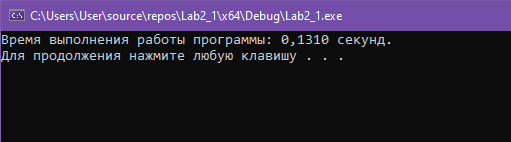 C:\Users\User\source\repos\Lab2_1\x64\Debug\Lab2_1.exe
Время выполнения работы программы: 0,1310 секунд.
Для продолжения нажмите любую клавишу . . .